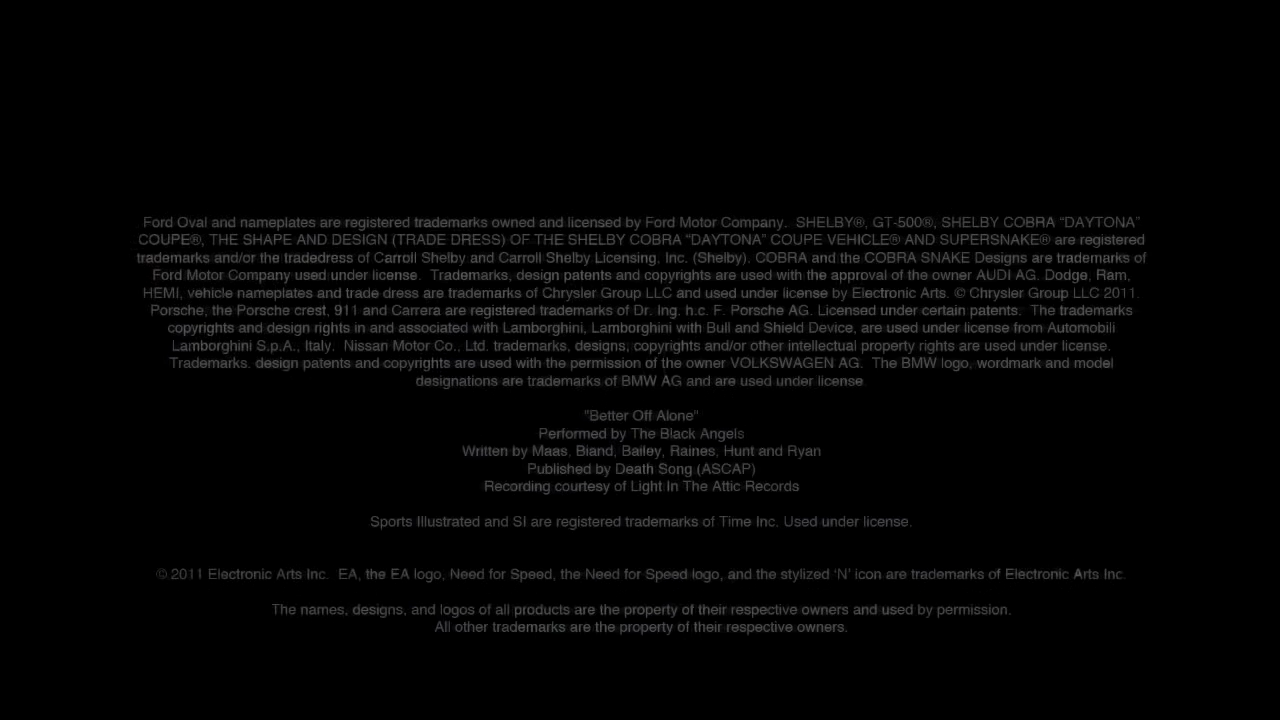 Ford Oval and nameplates are registered trademarks owned and licensed by Ford Motor Company.  SHELBY®, GT-500®, SHELBY COBRA “DAYTONA”
COUPE®, THE SHAPE AND DESIGN (TRADE DRESS) OF THE SHELBY COBRA “DAYTONA” COUPE VEHICLE® AND SUPERSNAKE® are registered
trademarks and/or the tradedress of Carroll Shelby and Carroll Shelby Licensing, Inc. (Shelby). COBRA and the COBRA SNAKE Designs are trademarks of
Ford Motor Company used under license.  Trademarks, design patents and copyrights are used with the approval of the owner AUDI AG. Dodge, Ram,
HEMI, vehicle nameplates and trade dress are trademarks of Chrysler Group LLC and used under license by Electronic Arts. © Chrysler Group LLC 2011.
Porsche, the Porsche crest, 911 and Carrera are registered trademarks of Dr. Ing. h.c. F. Porsche AG. Licensed under certain patents.  The trademarks
copyrights and design rights in and associated with Lamborghini, Lamborghini with Bull and Shield Device, are used under license from Automobili
Lamborghini S.p.A., Italy.  Nissan Motor Co., Ltd. trademarks, designs, copyrights and/or other intellectual property rights are used under license.
Trademarks. design patents and copyrights are used with the permission of the owner VOLKSWAGEN AG.  The BMW logo, wordmark and model
designations are trademarks of BMW AG and are used under license
"Better Off Alone"
Performed by The Black Angels
Written by Maas, Biand, Bailey, Raines, Hunt and Ryan
Published by Death Song (ASCAP)
Recording courtesy of Light In The Attic Records
Sports Illustrated and SI are registered trademarks of Time Inc. Used under license.
© 2011 Electronic Arts Inc.  EA, the EA logo, Need for Speed, the Need for Speed logo, and the stylized ‘N’ icon are trademarks of Electronic Arts Inc.
The names, designs, and logos of all products are the property of their respective owners and used by permission.
All other trademarks are the property of their respective owners.